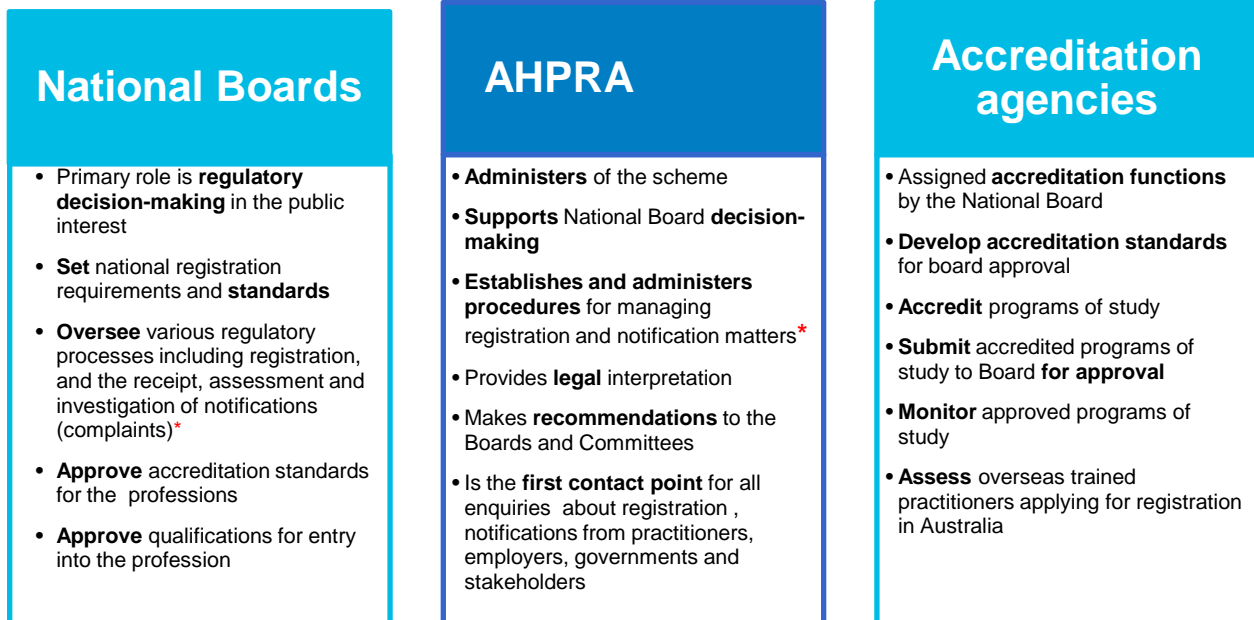 National Boards
• Primary role is regulatory
decision-making in the public
interest
• Set national registration
requirements and standards
• Oversee various regulatory
processes including registration,
and the receipt, assessment and
investigation of notifications
(complaints)*
• Approve accreditation standards
for the professions
• Approve qualifications for entry
into the profession
AHPRA
• Administers of the scheme
• Supports National Board decision-
making
• Establishes and administers
procedures for managing
registration and notification matters*
• Provides legal interpretation
• Makes recommendations to the
Boards and Committees
• Is the first contact point for all
enquiries about registration ,
notifications from practitioners,
employers, governments and
stakeholders
Accreditation
agencies
• Assigned accreditation functions
by the National Board
• Develop accreditation standards
for board approval
• Accredit programs of study
• Submit accredited programs of
study to Board for approval
• Monitor approved programs of
study
• Assess overseas trained
practitioners applying for registration
in Australia